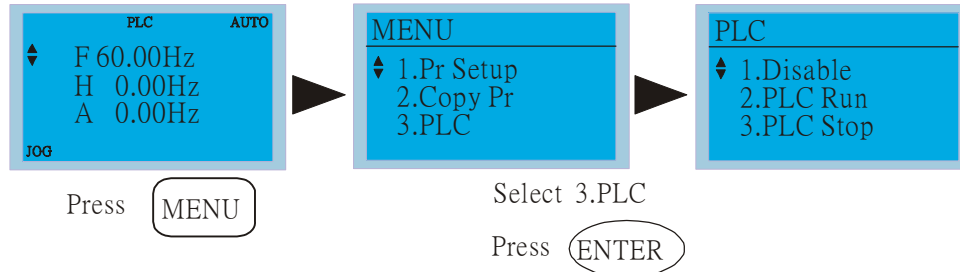 PLC AUTO
F 60.00Hz
H 0.00Hz
A 0.00Hz
JOG
Press MENU
MENU
1.Pr Setup
2.Copy Pr
3.PLC
Select 3.PLC
Press ENTER
PLC
1.Disable
2.PLC Run
3.PLC Stop